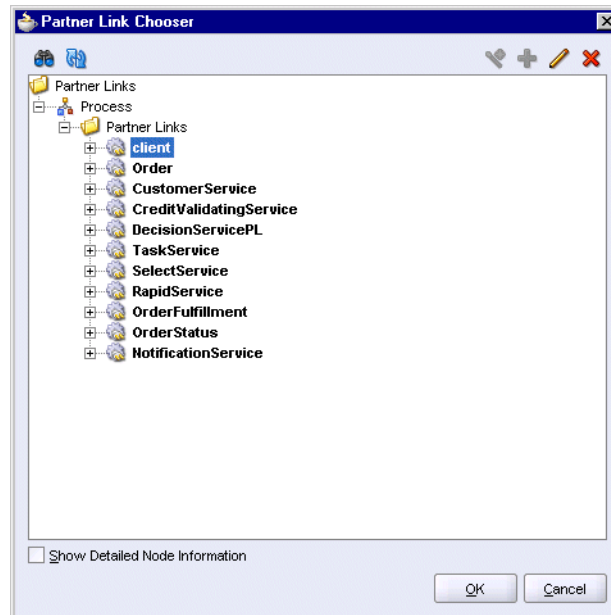 Partner Link Chooser
Partner Links
Process
Partner Links
client
Order
CustomerService
CreditValidatingService
DecisionServicePL
TaskService
SelectService
RapidService
OrderFulfillment
OrderStatus
NotificationService
Show Detailed Node Information
OK Cancel